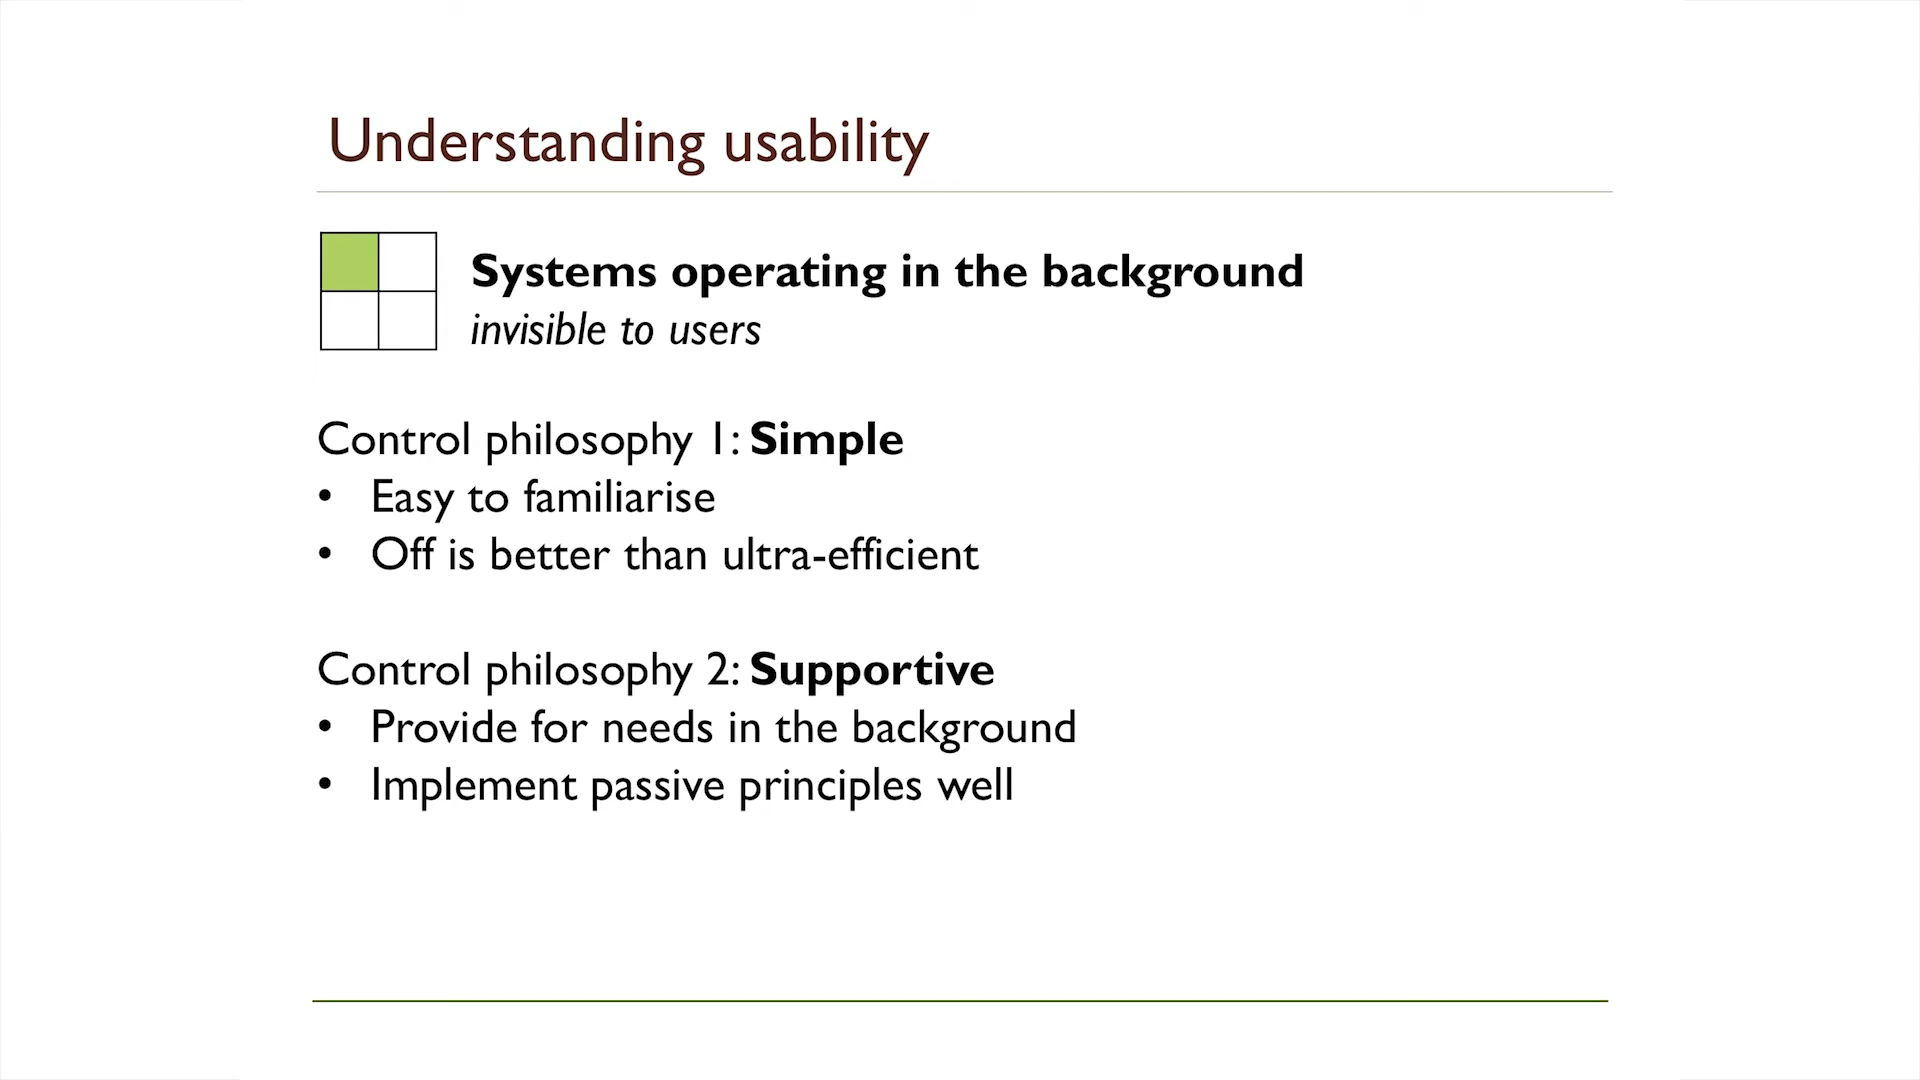 Understanding usability
Systems operating in the background
invisible to users
Control philosophy 1: Simple
• Easy to familiarise
• Off is better than ultra-efficient
Control philosophy 2: Supportive
• Provide for needs in the background
• Implement passive principles well